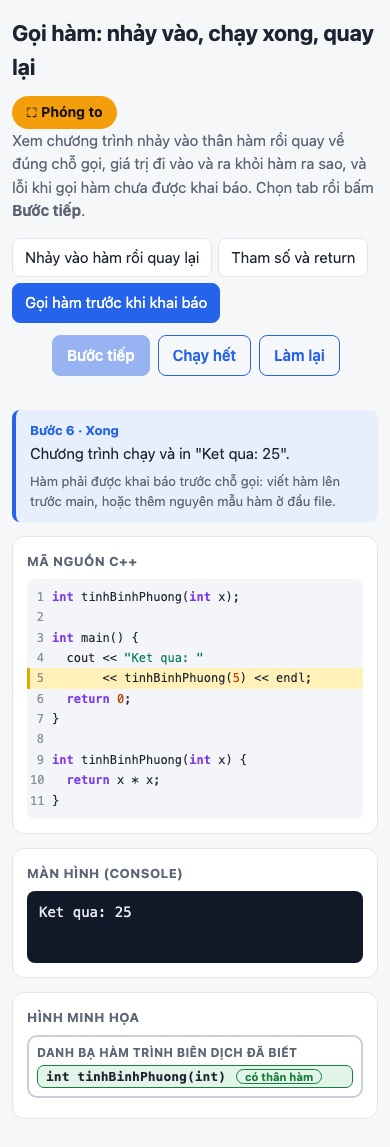 Gọi hàm: nhảy vào, chạy xong, quay
lại
⛶ Phóng to
Xem chương trình nhảy vào thân hàm rồi quay về
đúng chỗ gọi, giá trị đi vào và ra khỏi hàm ra sao, và
lỗi khi gọi hàm chưa được khai báo. Chọn tab rồi bấm
Bước tiếp.
Nhảy vào hàm rồi quay lại
Tham số và return
Gọi hàm trước khi khai báo
Bước tiếp
Chạy hết
Làm lại
Bước 6 · Xong
Chương trình chạy và in "Ket qua: 25".
Hàm phải được khai báo trước chỗ gọi: viết hàm lên
trước main, hoặc thêm nguyên mẫu hàm ở đầu file.
MÃ NGUỒN C++
1 int tinhBinhPhuong(int x);
2
3 int main() {
4   cout << "Ket qua: "
5        << tinhBinhPhuong(5) << endl;
6   return 0;
7 }
8
9 int tinhBinhPhuong(int x) {
10   return x * x;
11 }
MÀN HÌNH (CONSOLE)
Ket qua: 25
HÌNH MINH HỌA
DANH BẠ HÀM TRÌNH BIÊN DỊCH ĐÃ BIẾT
int tinhBinhPhuong(int) có thân hàm